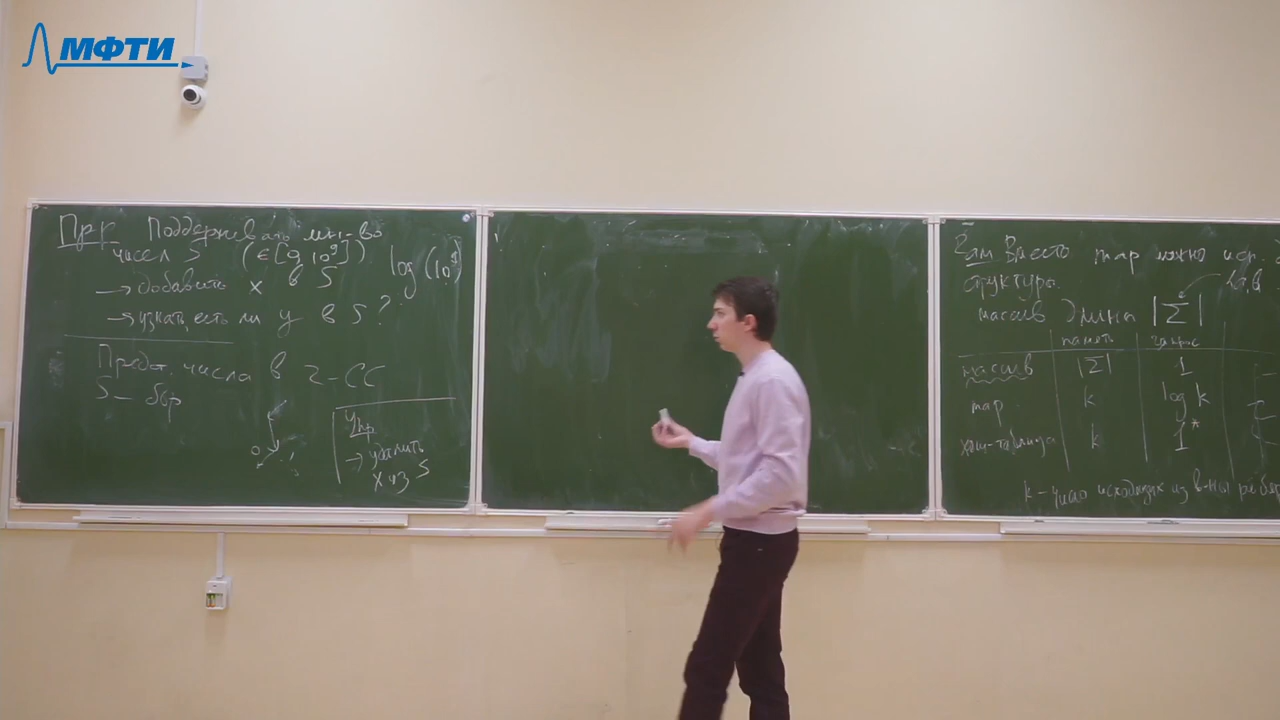 МФТИ
Пр-р Поддерживать мн-во
чисел S (∈[0, 10⁹])
→ добавить x в S
→ узнать, есть ли y в S?
log(10⁹)
Предст. числа в 2-СС
S – бор
0
Упр
→ удалить
x из S
Зам Вместо map можно исп.
структуры.
массив длины |Σ|
память запрос
массив |Σ| 1
map k log k
хеш-таблица k 1*
k – число исходящих из в-ны рёбер